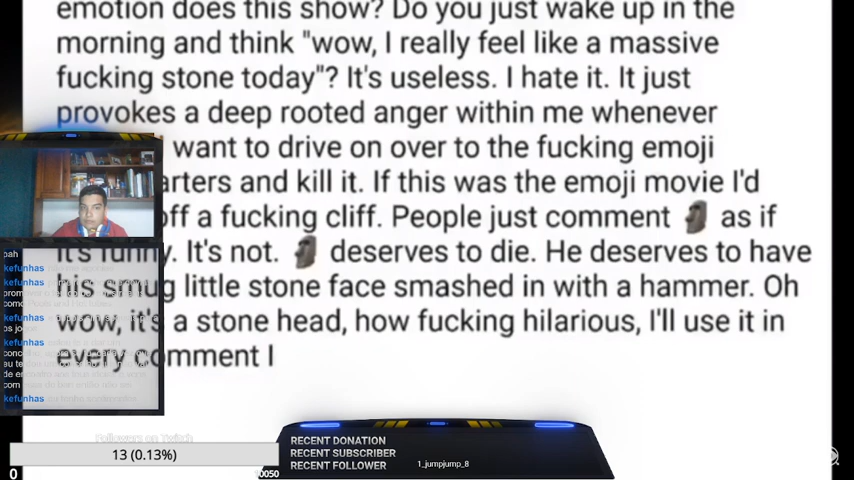 emotion does this show? Do you just wake up in the
morning and think "wow, I really feel like a massive
fucking stone today"? It's useless. I hate it. It just
provokes a deep rooted anger within me whenever
want to drive on over to the fucking emoji
arters and kill it. If this was the emoji movie I'd
off a fucking cliff. People just comment 🗿 as if
it's funny. It's not. 🗿 deserves to die. He deserves to have
his smug little stone face smashed in with a hammer. Oh
wow, it's a stone head, how fucking hilarious, I'll use it in
every comment I
pah
kefunhas
kefunhas
kefunhas
kefunhas
kefunhas
Followers on Twitch
13 (0.13%)
0
10050
RECENT DONATION
RECENT SUBSCRIBER
RECENT FOLLOWER
1_jumpjump_8